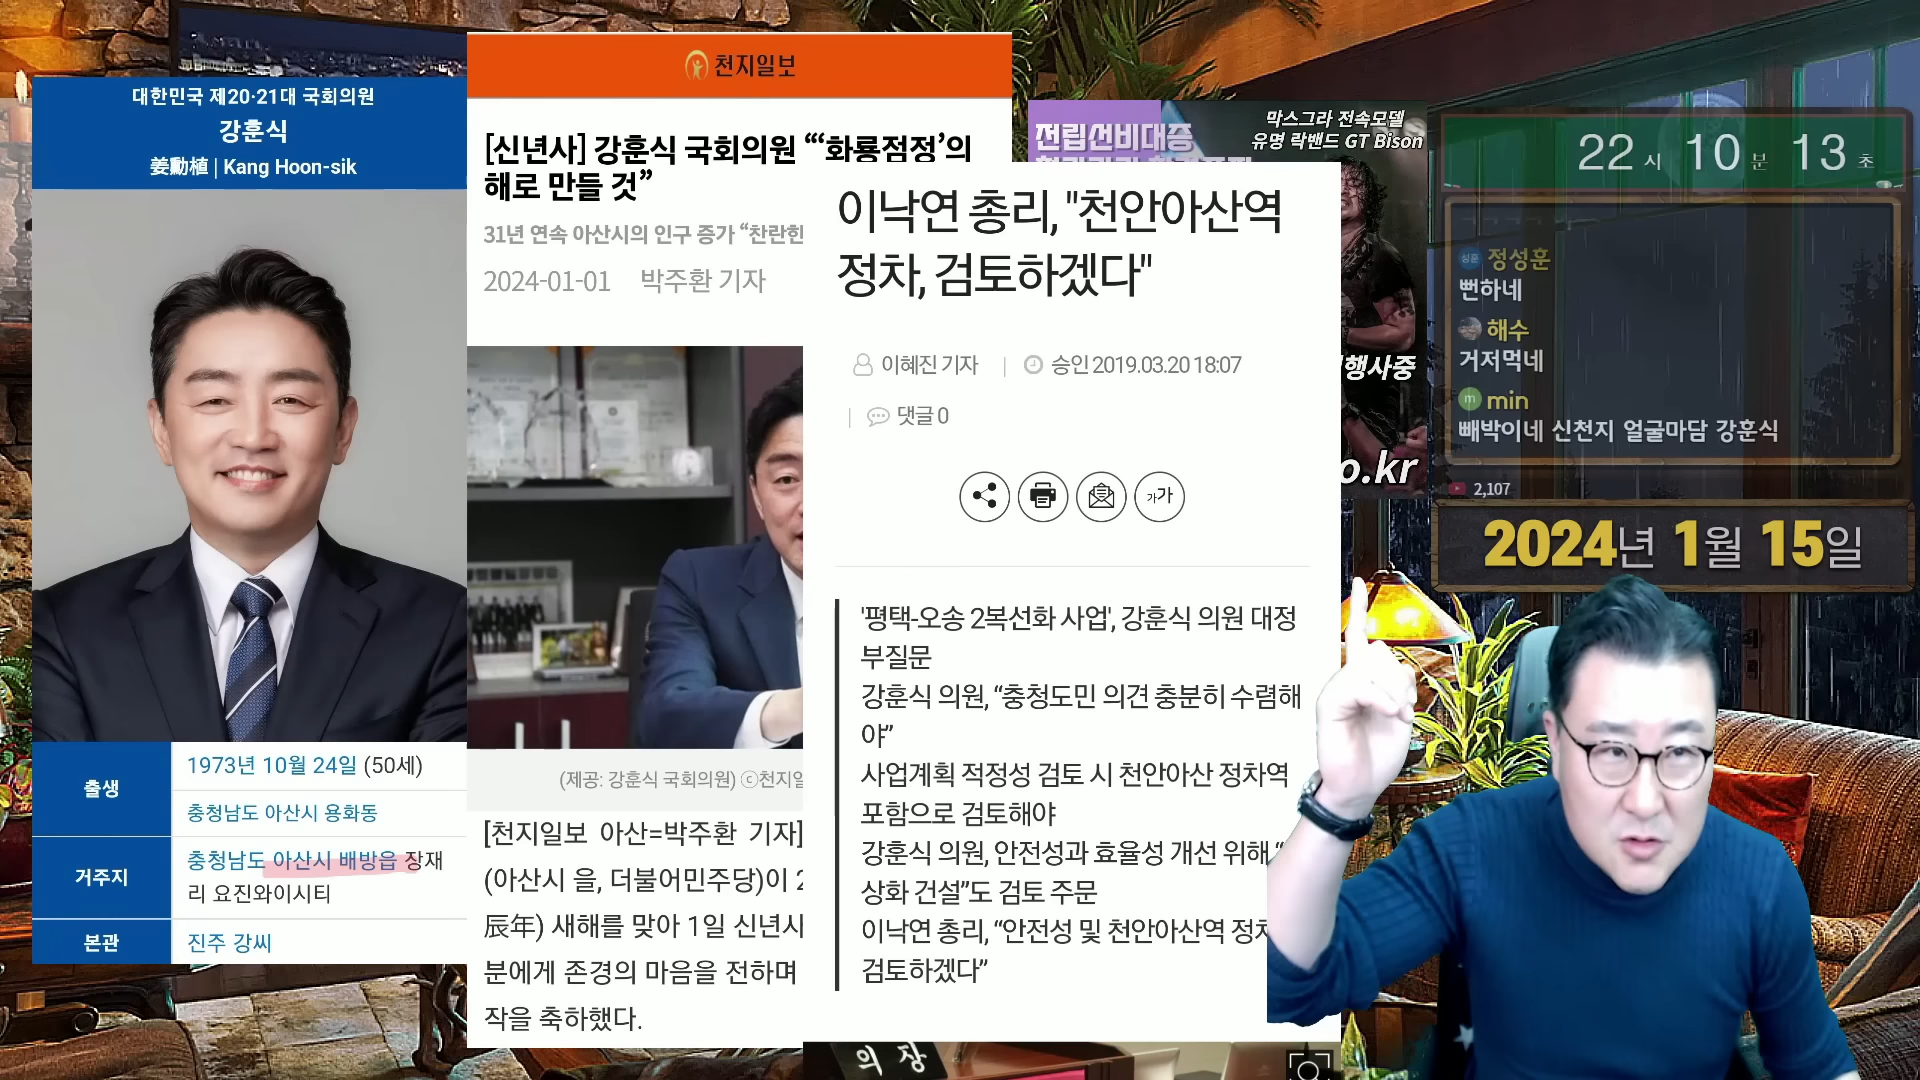 대한민국 제20·21대 국회의원
강훈식
姜勳植 | Kang Hoon-sik
출생
1973년 10월 24일 (50세)
충청남도 아산시 용화동
거주지
충청남도 아산시 배방읍 장재
리 요진와이시티
본관
진주 강씨
천지일보
[신년사] 강훈식 국회의원 “‘화룡점정’의
해로 만들 것”
31년 연속 아산시의 인구 증가 “찬란한
2024-01-01 박주환 기자
(제공: 강훈식 국회의원) ⓒ천지일
[천지일보 아산=박주환 기자]
(아산시 을, 더불어민주당)이 2
辰年) 새해를 맞아 1일 신년사
분에게 존경의 마음을 전하며
작을 축하했다.
이낙연 총리, "천안아산역
정차, 검토하겠다"
이혜진 기자 | 승인 2019.03.20 18:07
| 댓글 0
가가
'평택-오송 2복선화 사업', 강훈식 의원 대정
부질문
강훈식 의원, “충청도민 의견 충분히 수렴해
야”
사업계획 적정성 검토 시 천안아산 정차역
포함으로 검토해야
강훈식 의원, 안전성과 효율성 개선 위해 “
상화 건설”도 검토 주문
이낙연 총리, “안전성 및 천안아산역 정차
검토하겠다”
의장
전립선비대증
막스그라 전속모델
유명 락밴드 GT Bison
행사중
o.kr
22시 10분 13초
정성훈
뻔하네
해수
거저먹네
min
빼박이네 신천지 얼굴마담 강훈식
2,107
2024년 1월 15일